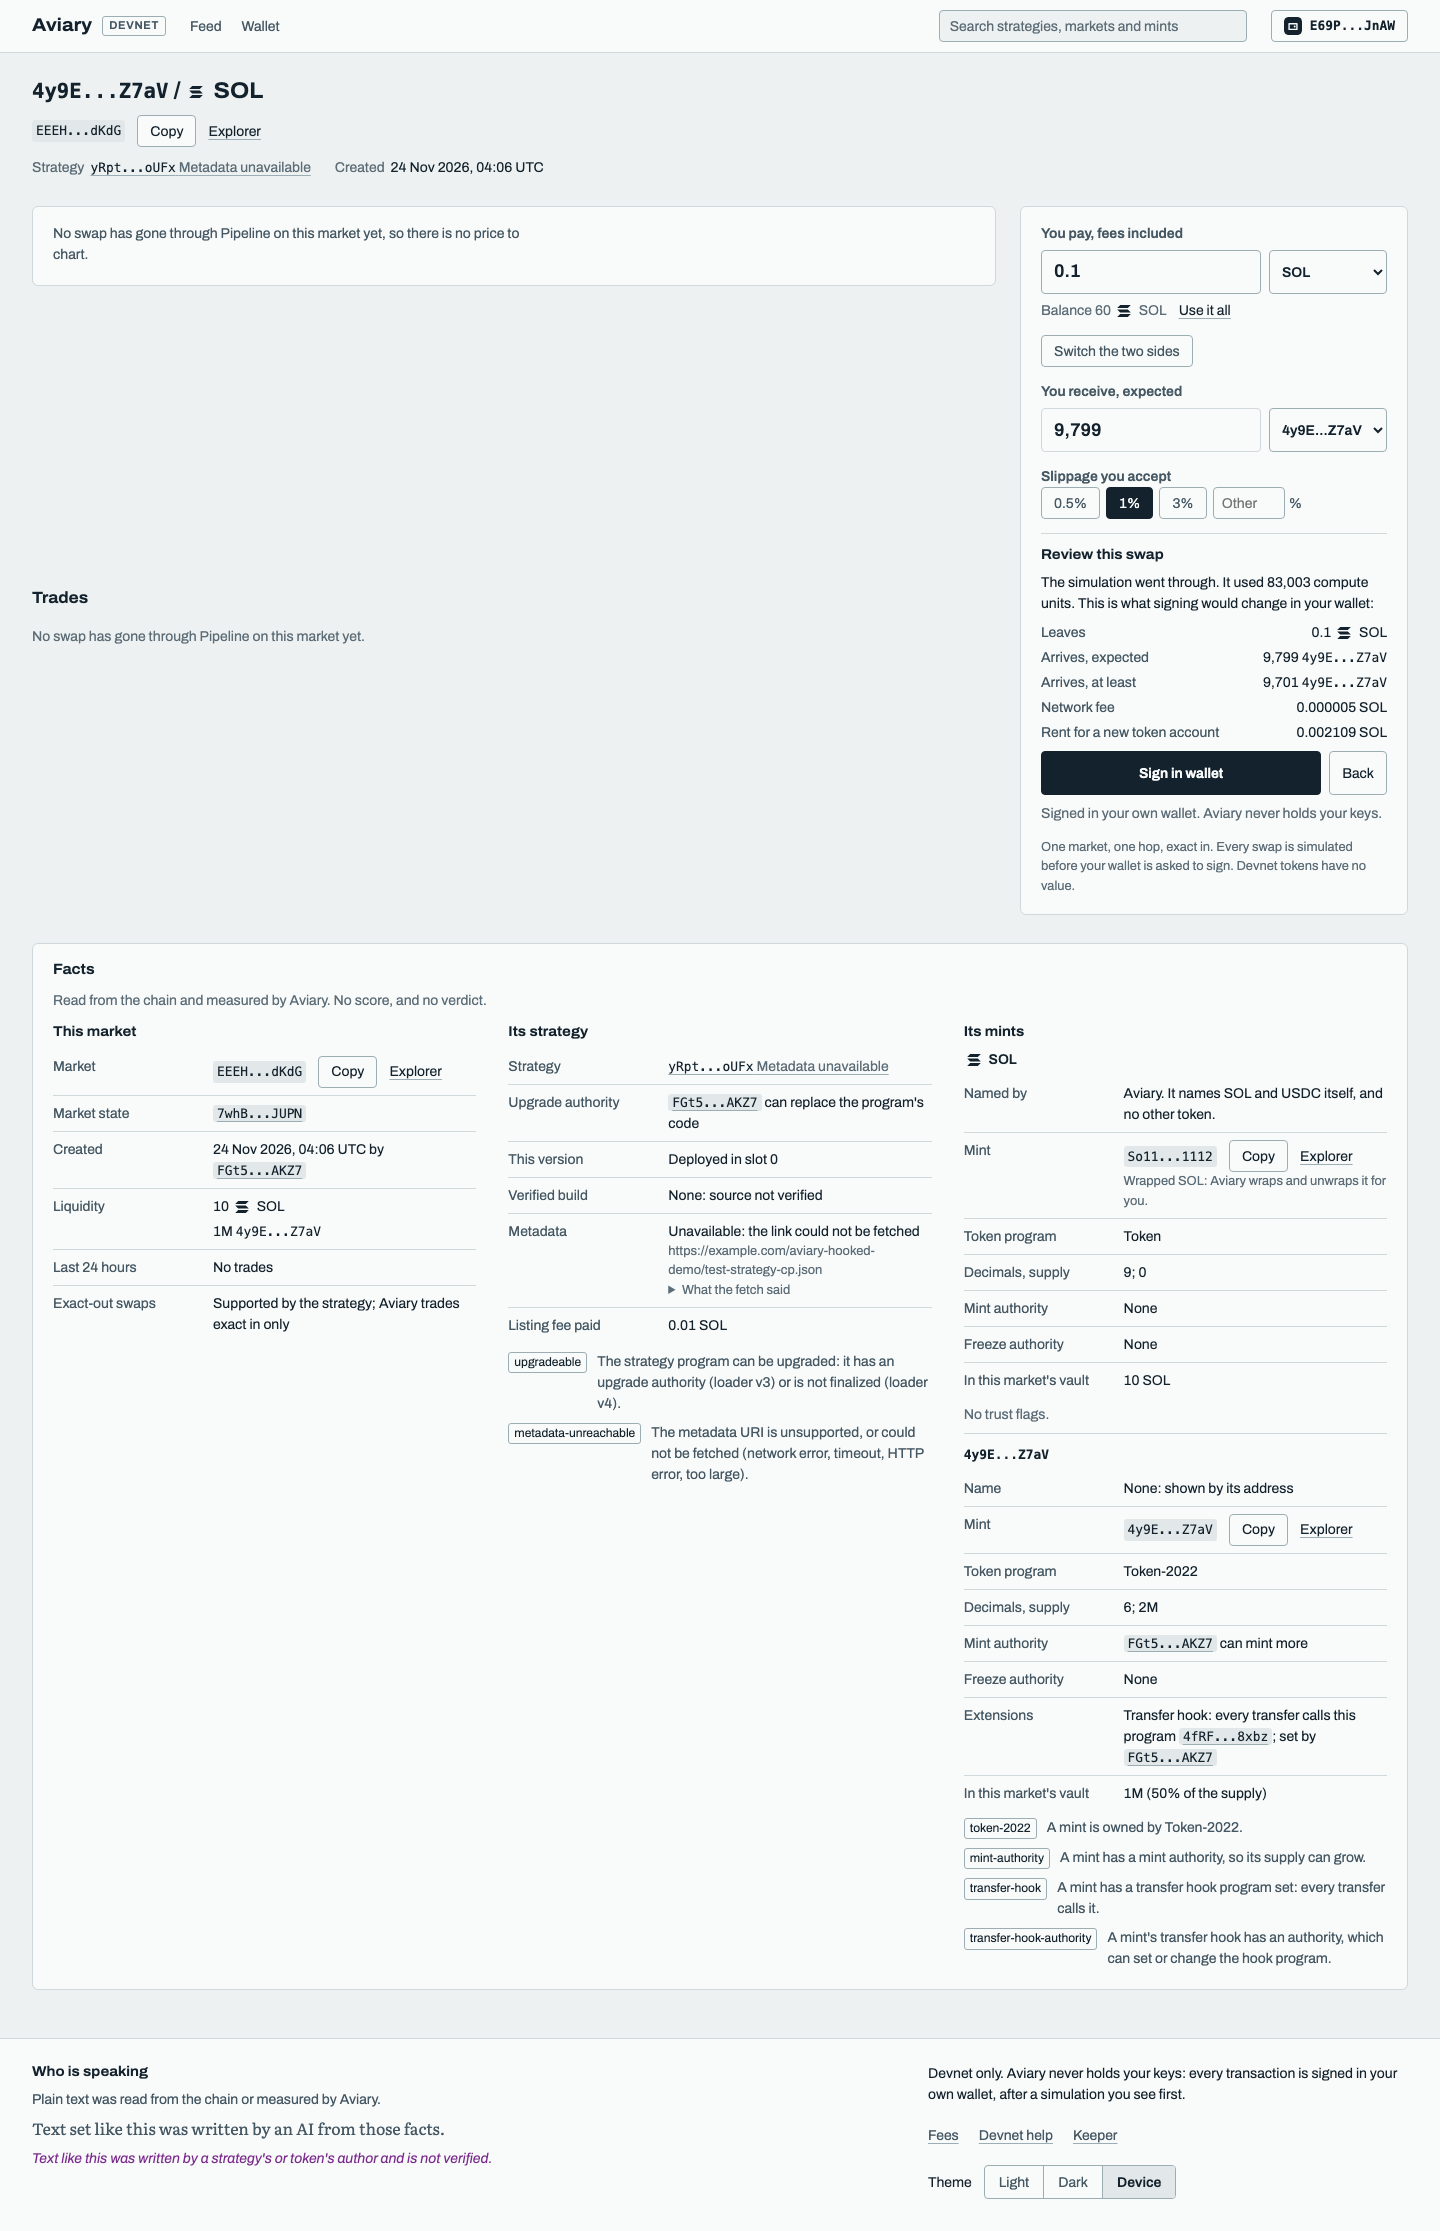 Aviary DEVNET Feed Wallet Search strategies, markets and mints E69P...JnAW
4y9E...Z7aV / SOL
EEEH...dKdG Copy Explorer
Strategy yRpt...oUFx Metadata unavailable Created 24 Nov 2026, 04:06 UTC
No swap has gone through Pipeline on this market yet, so there is no price to
chart.
Trades
No swap has gone through Pipeline on this market yet.
You pay, fees included
0.1 SOL
Balance 60 SOL Use it all
Switch the two sides
You receive, expected
9,799 4y9E...Z7aV
Slippage you accept
0.5% 1% 3% Other %
Review this swap
The simulation went through. It used 83,003 compute
units. This is what signing would change in your wallet:
Leaves 0.1 SOL
Arrives, expected 9,799 4y9E...Z7aV
Arrives, at least 9,701 4y9E...Z7aV
Network fee 0.000005 SOL
Rent for a new token account 0.002109 SOL
Sign in wallet Back
Signed in your own wallet. Aviary never holds your keys.
One market, one hop, exact in. Every swap is simulated
before your wallet is asked to sign. Devnet tokens have no
value.
Facts
Read from the chain and measured by Aviary. No score, and no verdict.
This market
Market EEEH...dKdG Copy Explorer
Market state 7whB...JUPN
Created 24 Nov 2026, 04:06 UTC by
FGt5...AKZ7
Liquidity 10 SOL
1M 4y9E...Z7aV
Last 24 hours No trades
Exact-out swaps Supported by the strategy; Aviary trades
exact in only
Its strategy
Strategy yRpt...oUFx Metadata unavailable
Upgrade authority FGt5...AKZ7 can replace the program's
code
This version Deployed in slot 0
Verified build None: source not verified
Metadata Unavailable: the link could not be fetched
https://example.com/aviary-hooked-
demo/test-strategy-cp.json
What the fetch said
Listing fee paid 0.01 SOL
upgradeable The strategy program can be upgraded: it has an
upgrade authority (loader v3) or is not finalized (loader
v4).
metadata-unreachable The metadata URI is unsupported, or could
not be fetched (network error, timeout, HTTP
error, too large).
Its mints
SOL
Named by Aviary. It names SOL and USDC itself, and
no other token.
Mint So11...1112 Copy Explorer
Wrapped SOL: Aviary wraps and unwraps it for
you.
Token program Token
Decimals, supply 9; 0
Mint authority None
Freeze authority None
In this market's vault 10 SOL
No trust flags.
4y9E...Z7aV
Name None: shown by its address
Mint 4y9E...Z7aV Copy Explorer
Token program Token-2022
Decimals, supply 6; 2M
Mint authority FGt5...AKZ7 can mint more
Freeze authority None
Extensions Transfer hook: every transfer calls this
program 4fRF...8xbz; set by
FGt5...AKZ7
In this market's vault 1M (50% of the supply)
token-2022 A mint is owned by Token-2022.
mint-authority A mint has a mint authority, so its supply can grow.
transfer-hook A mint has a transfer hook program set: every transfer
calls it.
transfer-hook-authority A mint's transfer hook has an authority, which
can set or change the hook program.
Who is speaking
Plain text was read from the chain or measured by Aviary.
Text set like this was written by an AI from those facts.
Text like this was written by a strategy's or token's author and is not verified.
Devnet only. Aviary never holds your keys: every transaction is signed in your
own wallet, after a simulation you see first.
Fees Devnet help Keeper
Theme Light Dark Device